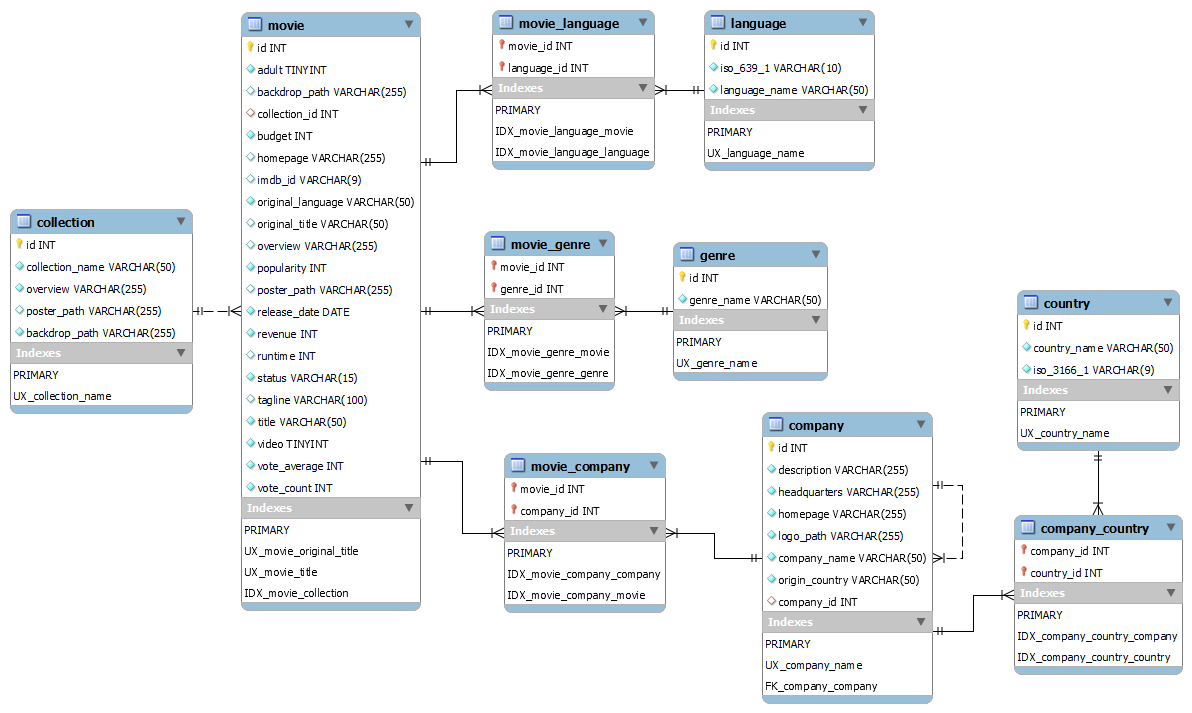 movie
id INT
adult TINYINT
backdrop_path VARCHAR(255)
collection_id INT
budget INT
homepage VARCHAR(255)
imdb_id VARCHAR(9)
original_language VARCHAR(50)
original_title VARCHAR(50)
overview VARCHAR(255)
popularity INT
poster_path VARCHAR(255)
release_date DATE
revenue INT
runtime INT
status VARCHAR(15)
tagline VARCHAR(100)
title VARCHAR(50)
video TINYINT
vote_average INT
vote_count INT
Indexes
PRIMARY
UX_movie_original_title
UX_movie_title
IDX_movie_collection
movie_language
movie_id INT
language_id INT
Indexes
PRIMARY
IDX_movie_language_movie
IDX_movie_language_language
language
id INT
iso_639_1 VARCHAR(10)
language_name VARCHAR(50)
Indexes
PRIMARY
UX_language_name
collection
id INT
collection_name VARCHAR(50)
overview VARCHAR(255)
poster_path VARCHAR(255)
backdrop_path VARCHAR(255)
Indexes
PRIMARY
UX_collection_name
movie_genre
movie_id INT
genre_id INT
Indexes
PRIMARY
IDX_movie_genre_movie
IDX_movie_genre_genre
genre
id INT
genre_name VARCHAR(50)
Indexes
PRIMARY
UX_genre_name
country
id INT
country_name VARCHAR(50)
iso_3166_1 VARCHAR(9)
Indexes
PRIMARY
UX_country_name
movie_company
movie_id INT
company_id INT
Indexes
PRIMARY
IDX_movie_company_company
IDX_movie_company_movie
company
id INT
description VARCHAR(255)
headquarters VARCHAR(255)
homepage VARCHAR(255)
logo_path VARCHAR(255)
company_name VARCHAR(50)
origin_country VARCHAR(50)
company_id INT
Indexes
PRIMARY
UX_company_name
FK_company_company
company_country
company_id INT
country_id INT
Indexes
PRIMARY
IDX_company_country_company
IDX_company_country_country